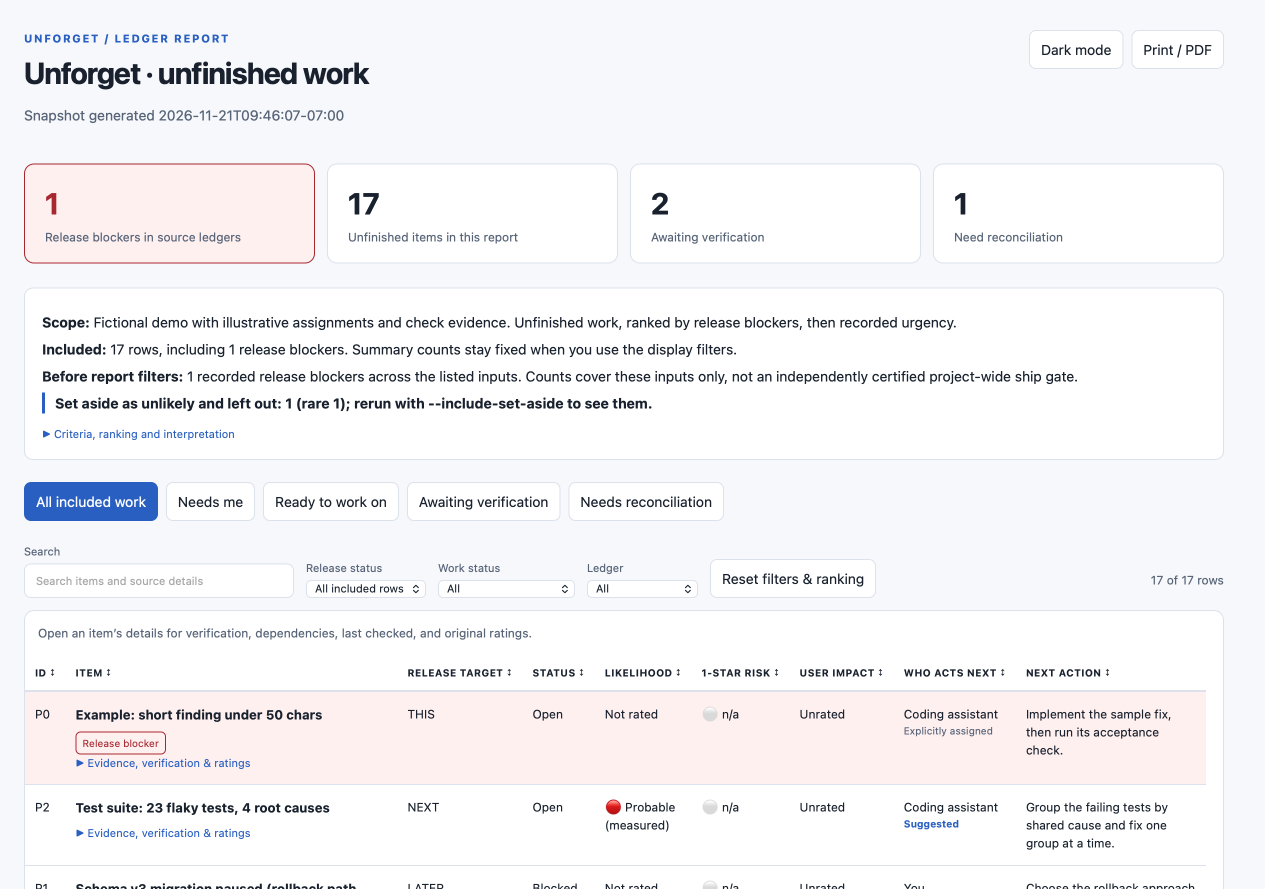 UNFORGET / LEDGER REPORT
Unforget · unfinished work
Snapshot generated 2026-11-21T09:46:07-07:00
Dark mode
Print / PDF
1
Release blockers in source ledgers
17
Unfinished items in this report
2
Awaiting verification
1
Need reconciliation
Scope: Fictional demo with illustrative assignments and check evidence. Unfinished work, ranked by release blockers, then recorded urgency.
Included: 17 rows, including 1 release blockers. Summary counts stay fixed when you use the display filters.
Before report filters: 1 recorded release blockers across the listed inputs. Counts cover these inputs only, not an independently certified project-wide ship gate.
Set aside as unlikely and left out: 1 (rare 1); rerun with --include-set-aside to see them.
▶ Criteria, ranking and interpretation
All included work
Needs me
Ready to work on
Awaiting verification
Needs reconciliation
Search
Search items and source details
Release status
All included rows
Work status
All
Ledger
All
Reset filters & ranking
17 of 17 rows
Open an item's details for verification, dependencies, last checked, and original ratings.
ID ↕ ITEM ↕ RELEASE TARGET ↕ STATUS ↕ LIKELIHOOD ↕ 1-STAR RISK ↕ USER IMPACT ↕ WHO ACTS NEXT ↕ NEXT ACTION ↕
P0
Example: short finding under 50 chars
Release blocker
▶ Evidence, verification & ratings
THIS
Open
Not rated
n/a
Unrated
Coding assistant
Explicitly assigned
Implement the sample fix,
then run its acceptance
check.
P2
Test suite: 23 flaky tests, 4 root causes
▶ Evidence, verification & ratings
NEXT
Open
Probable
(measured)
n/a
Unrated
Coding assistant
Suggested
Group the failing tests by
shared cause and fix one
group at a time.
P1
Schema v3 migration paused (rollback path
LATER
Blocked
Not rated
n/a
Unrated
You
Choose the rollback approach